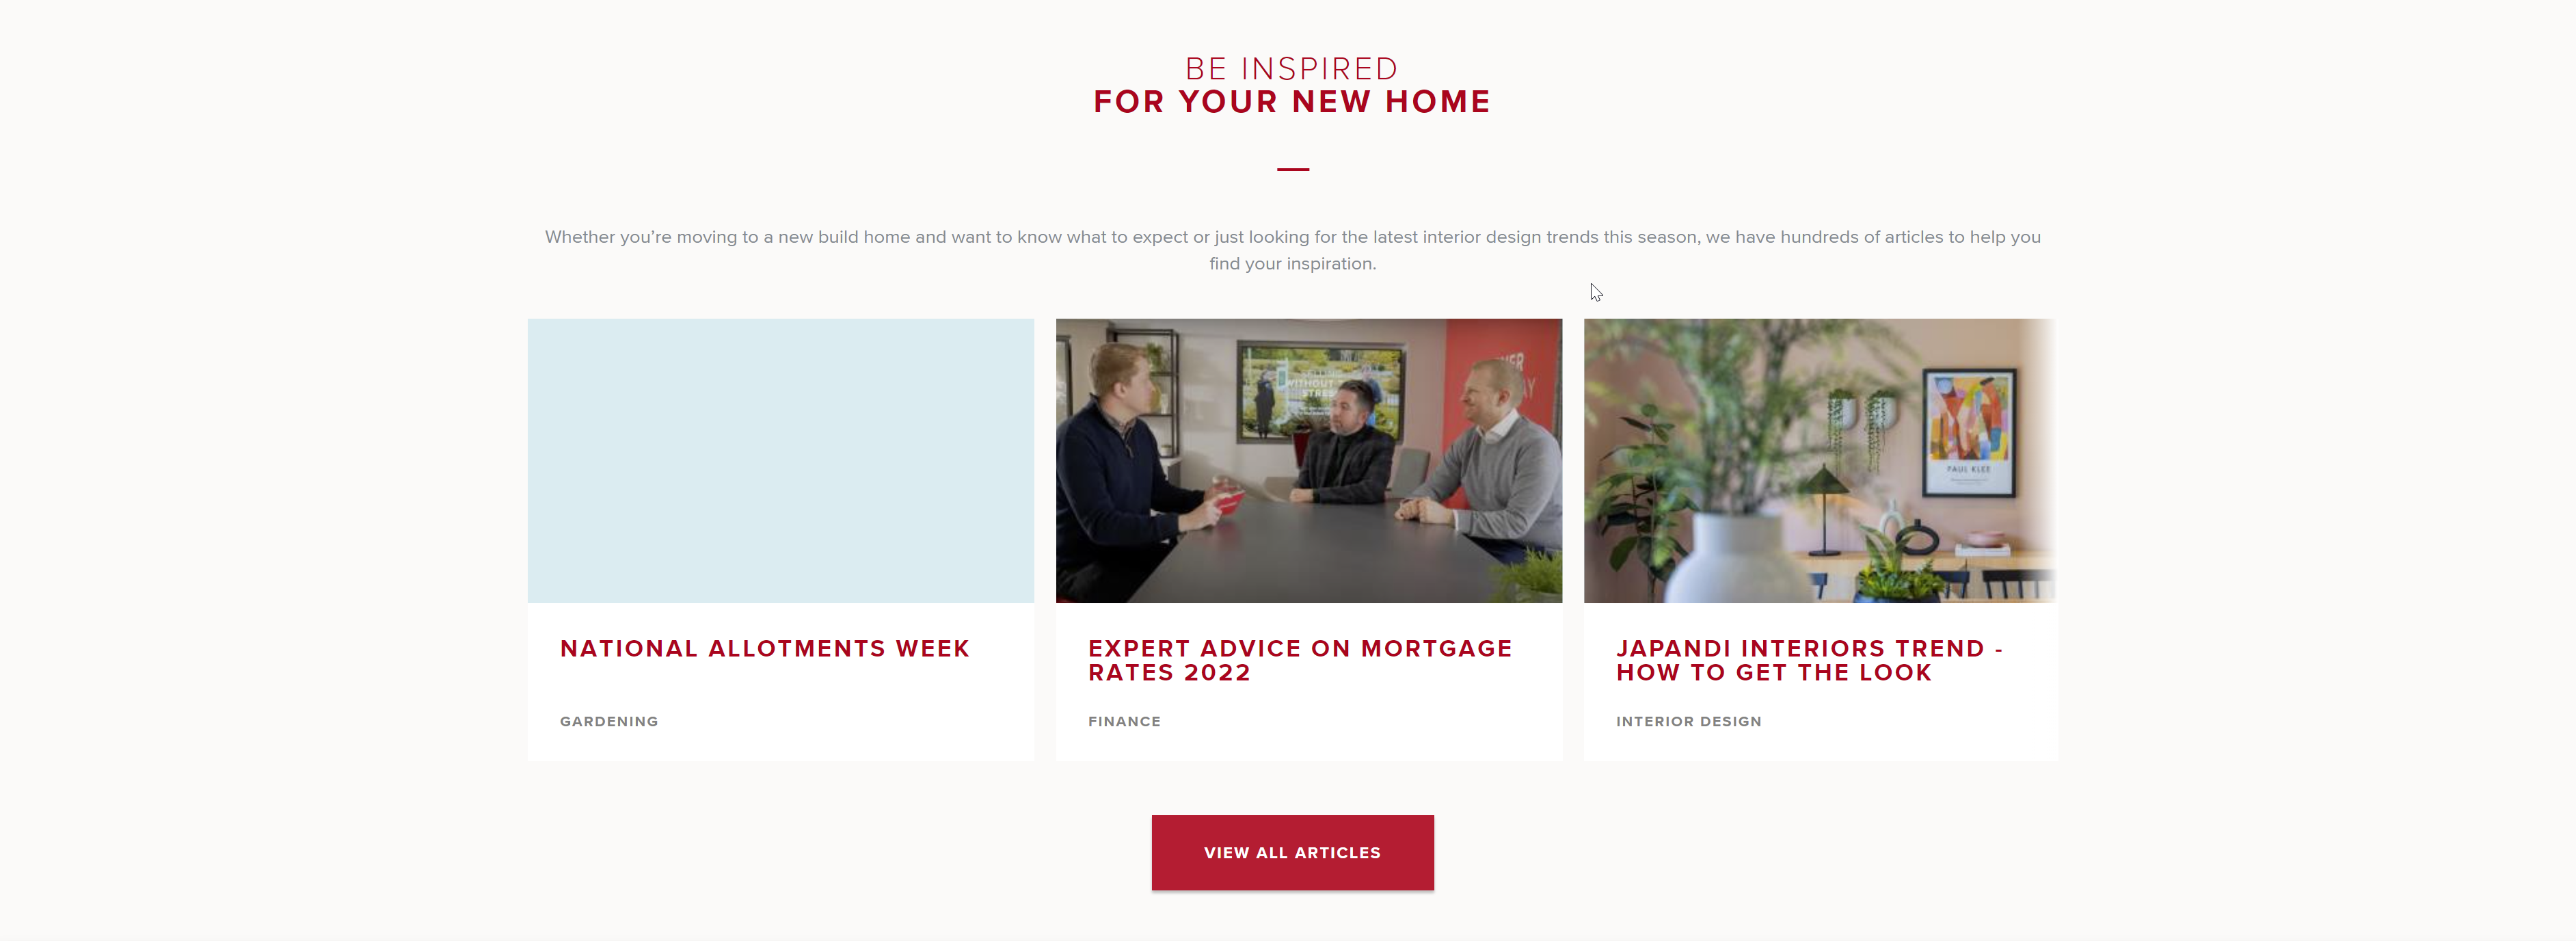 BE INSPIRED
FOR YOUR NEW HOME
Whether you’re moving to a new build home and want to know what to expect or just looking for the latest interior design trends this season, we have hundreds of articles to help you
find your inspiration.
WITHOUT
STRES
PAUL KLEE
NATIONAL ALLOTMENTS WEEK
GARDENING
EXPERT ADVICE ON MORTGAGE
RATES 2022
FINANCE
JAPANDI INTERIORS TREND -
HOW TO GET THE LOOK
INTERIOR DESIGN
VIEW ALL ARTICLES